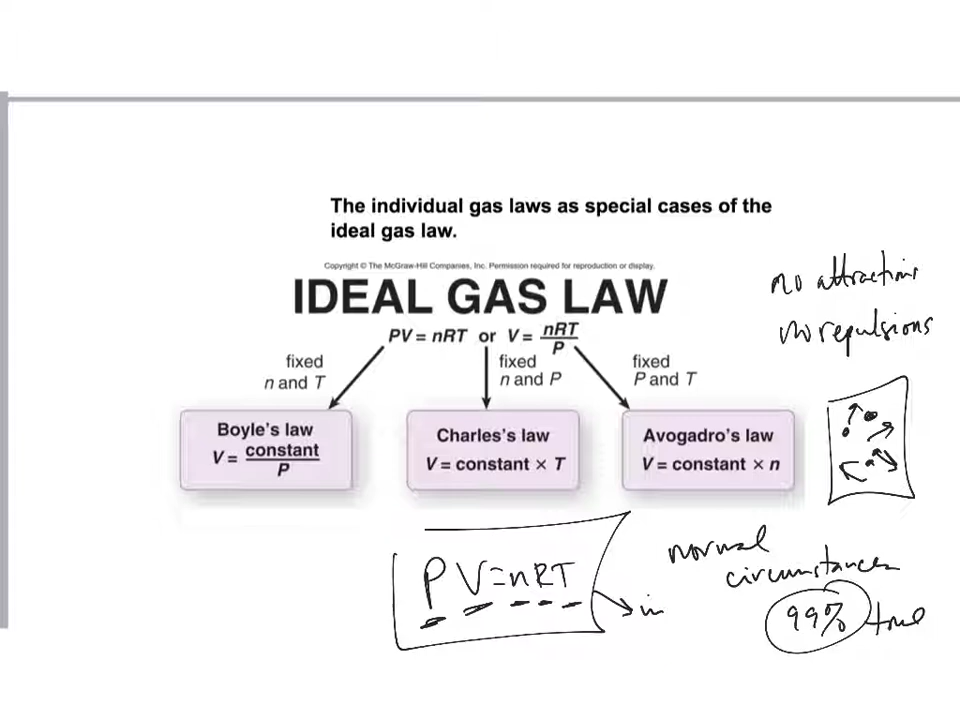 The individual gas laws as special cases of the
ideal gas law.
Copyright © The McGraw-Hill Companies, Inc. Permission required for reproduction or display.
IDEAL GAS LAW
PV = nRT or V = nRT/P
fixed
n and T
fixed
n and P
fixed
P and T
Boyle's law
V = constant/P
Charles's law
V = constant × T
Avogadro's law
V = constant × n
no attractions
no repulsions
PV=nRT
in
normal
circumstances
99% true